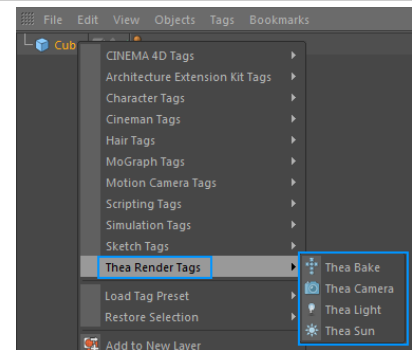 File Edit View Objects Tags Bookmarks
Cub
CINEMA 4D Tags
Architecture Extension Kit Tags
Character Tags
Cineman Tags
Hair Tags
MoGraph Tags
Motion Camera Tags
Scripting Tags
Simulation Tags
Sketch Tags
Thea Render Tags
Thea Bake
Thea Camera
Thea Light
Thea Sun
Load Tag Preset
Restore Selection
Add to New Layer